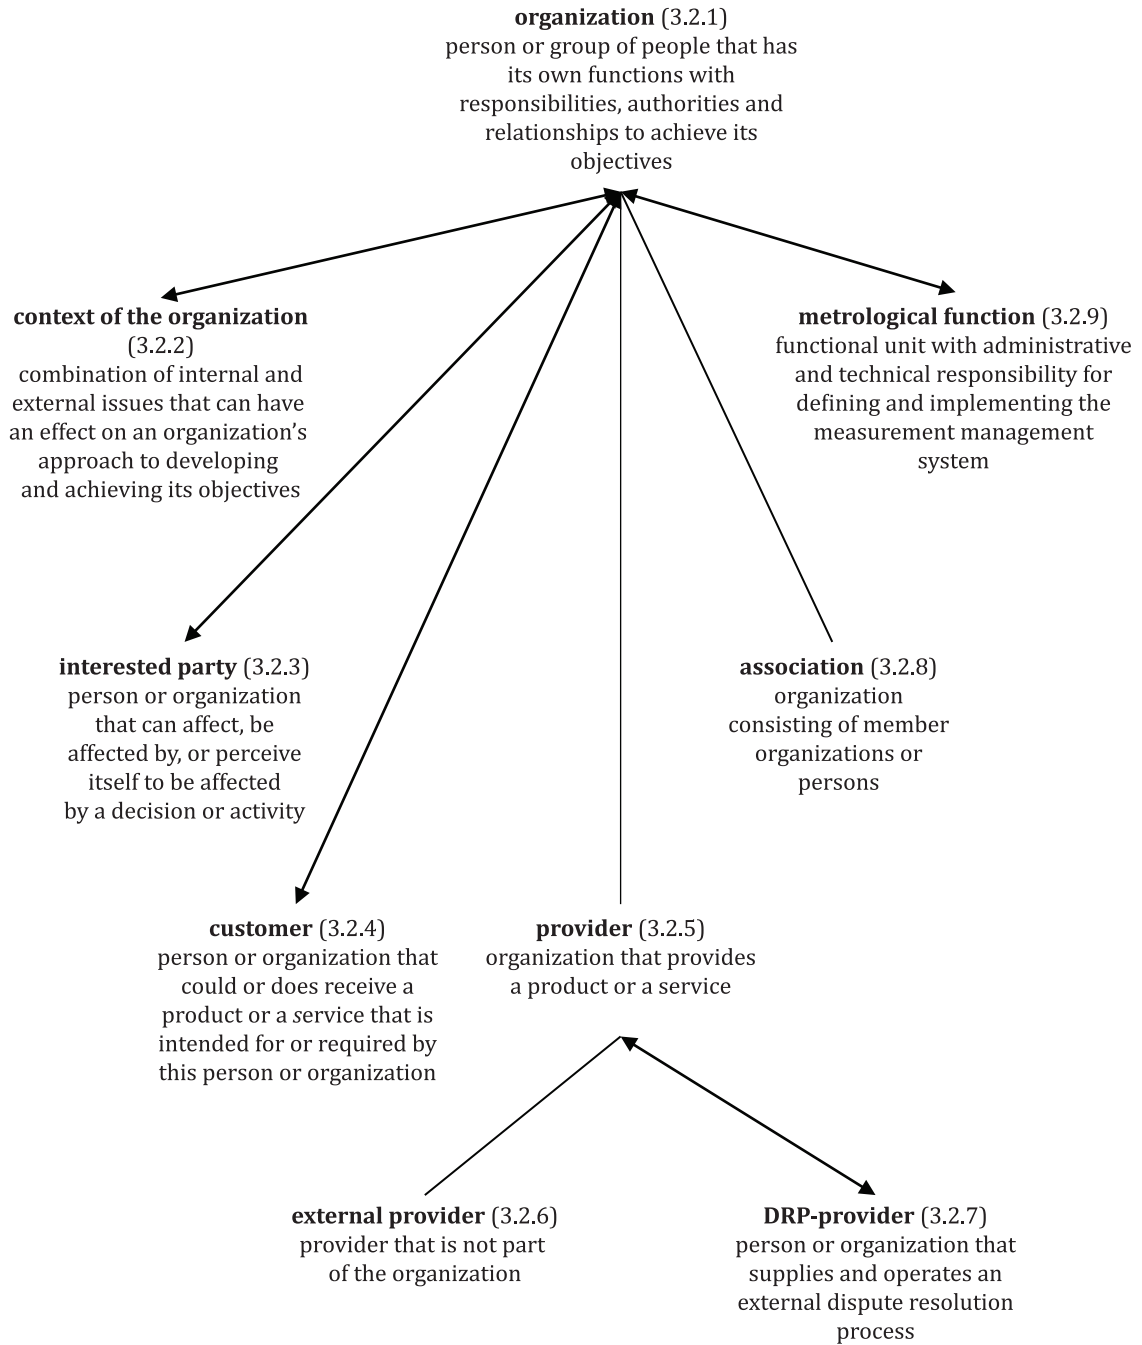 organization (3.2.1)
person or group of people that has
its own functions with
responsibilities, authorities and
relationships to achieve its
objectives
context of the organization
(3.2.2)
combination of internal and
external issues that can have
an effect on an organization’s
approach to developing
and achieving its objectives
metrological function (3.2.9)
functional unit with administrative
and technical responsibility for
defining and implementing the
measurement management
system
interested party (3.2.3)
person or organization
that can affect, be
affected by, or perceive
itself to be affected
by a decision or activity
association (3.2.8)
organization
consisting of member
organizations or
persons
customer (3.2.4)
person or organization that
could or does receive a
product or a service that is
intended for or required by
this person or organization
provider (3.2.5)
organization that provides
a product or a service
external provider (3.2.6)
provider that is not part
of the organization
DRP-provider (3.2.7)
person or organization that
supplies and operates an
external dispute resolution
process